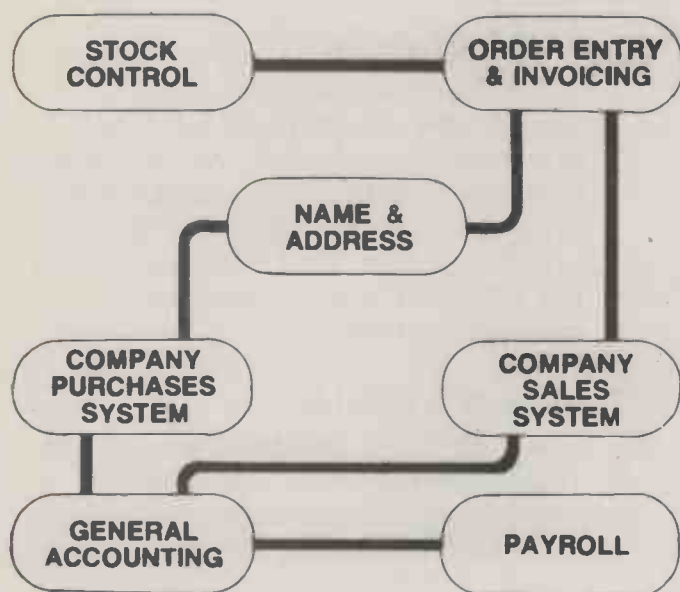 STOCK
CONTROL
ORDER ENTRY
& INVOICING
NAME &
ADDRESS
COMPANY
PURCHASES
SYSTEM
COMPANY
SALES
SYSTEM
GENERAL
ACCOUNTING
PAYROLL